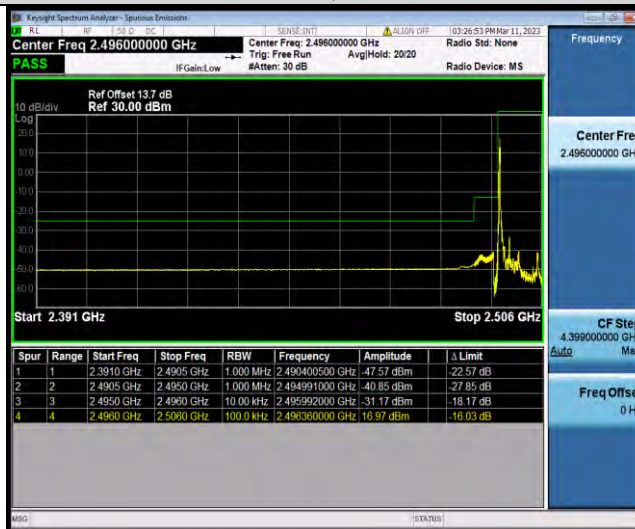 Keysight Spectrum Analyzer - Spurious Emissions
RL RF 50 Ω DC SENSE:INT ALIGN OFF 03:26:53 PM Mar 11, 2023
Center Freq 2.496000000 GHz
PASS
IFGain:Low
Center Freq: 2.496000000 GHz
Trig: Free Run Avg|Hold: 20/20
#Atten: 30 dB
Radio Std: None
Radio Device: MS
Frequency
Ref Offset 13.7 dB
10 dB/div Ref 30.00 dBm
Log
20.0
10.0
0.00
-10.0
-20.0
-30.0
-40.0
-50.0
-60.0
Start 2.391 GHz Stop 2.506 GHz
Center Fre
2.496000000 GH
CF Ste
4.399000000 GH
Auto Ma
Freq Offse
0 H
Spur Range Start Freq Stop Freq RBW Frequency Amplitude Δ Limit
1 1 2.3910 GHz 2.4905 GHz 1.000 MHz 2.490400500 GHz -47.57 dBm -22.57 dB
2 2 2.4905 GHz 2.4950 GHz 1.000 MHz 2.494991000 GHz -40.85 dBm -27.85 dB
3 3 2.4950 GHz 2.4960 GHz 10.00 kHz 2.495992000 GHz -31.17 dBm -18.17 dB
4 4 2.4960 GHz 2.5060 GHz 100.0 kHz 2.496360000 GHz 16.97 dBm -16.03 dB
MSG STATUS